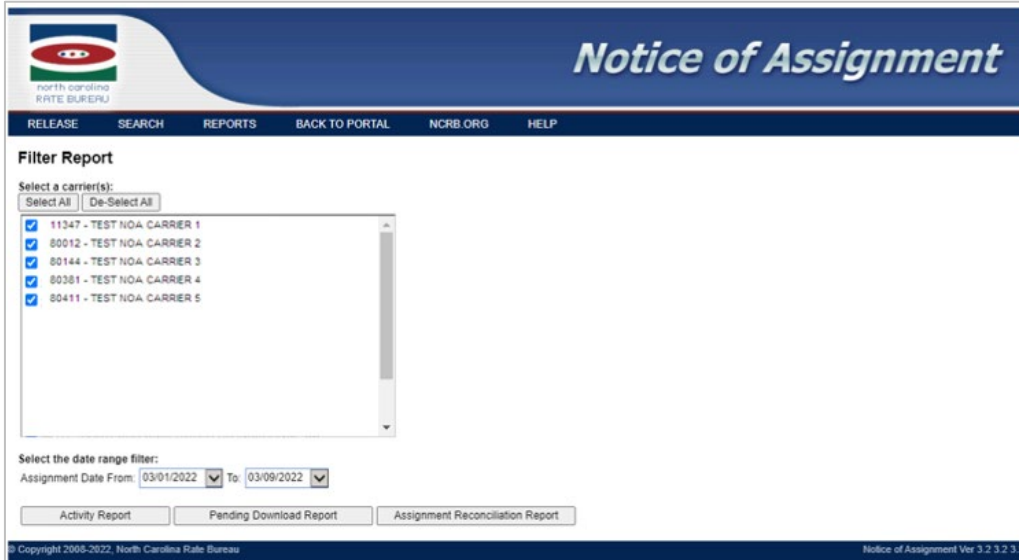 north carolina
RATE BUREAU
Notice of Assignment
RELEASE SEARCH REPORTS BACK TO PORTAL NCRB.ORG HELP
Filter Report
Select a carrier(s):
Select All De-Select All
11347 - TEST NOA CARRIER 1
80012 - TEST NOA CARRIER 2
80144 - TEST NOA CARRIER 3
80381 - TEST NOA CARRIER 4
80411 - TEST NOA CARRIER 5
Select the date range filter:
Assignment Date From: 03/01/2022 To: 03/09/2022
Activity Report Pending Download Report Assignment Reconciliation Report
© Copyright 2008-2022, North Carolina Rate Bureau Notice of Assignment Ver 3.2 3.2 3.